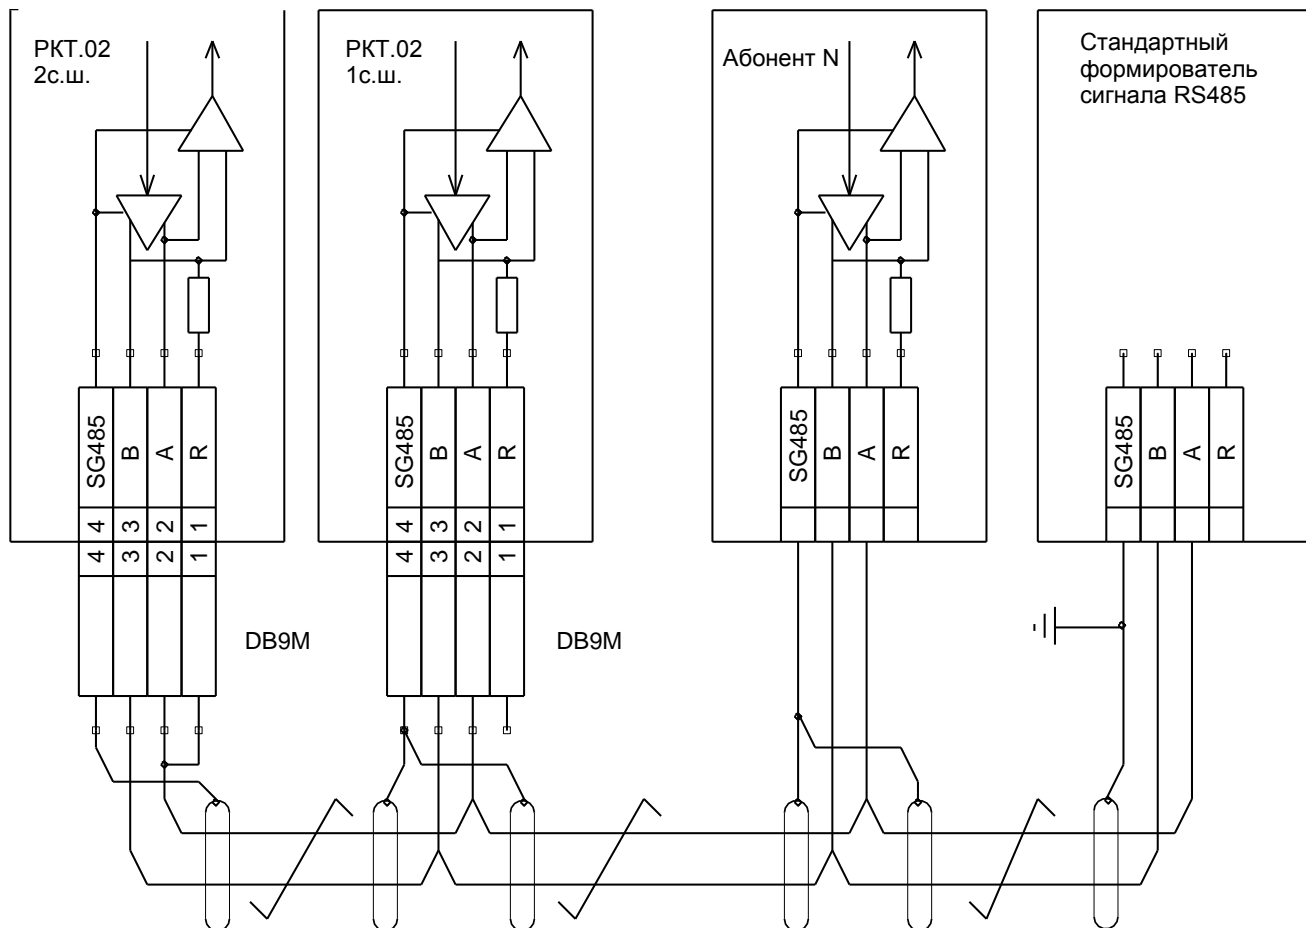 РКТ.02
2с.ш.
РКТ.02
1с.ш.
Абонент N
Стандартный
формирователь
сигнала RS485
SG485
B
A
R
4
3
2
1
4
3
2
1
DB9M
SG485
B
A
R
4
3
2
1
4
3
2
1
DB9M
SG485
B
A
R
SG485
B
A
R